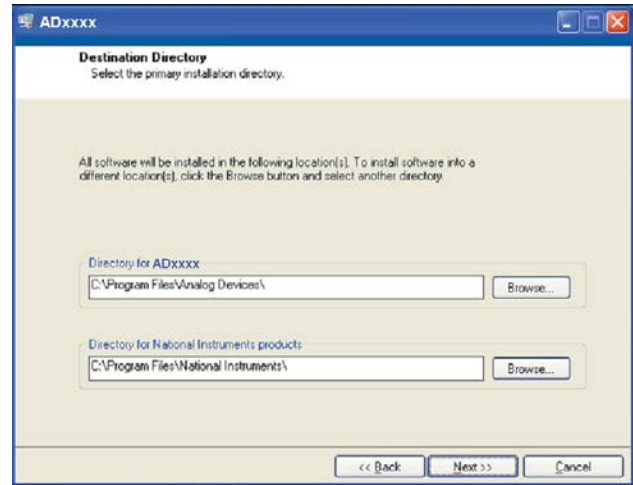 ADxxxx
Destination Directory
Select the primary installation directory.
All software will be installed in the following location(s). To install software into a
different location(s), click the Browse button and select another directory.
Directory for ADxxxx
C:\Program Files\Analog Devices\
Browse...
Directory for National Instruments products
C:\Program Files\National Instruments\
Browse...
<< Back
Next >>
Cancel